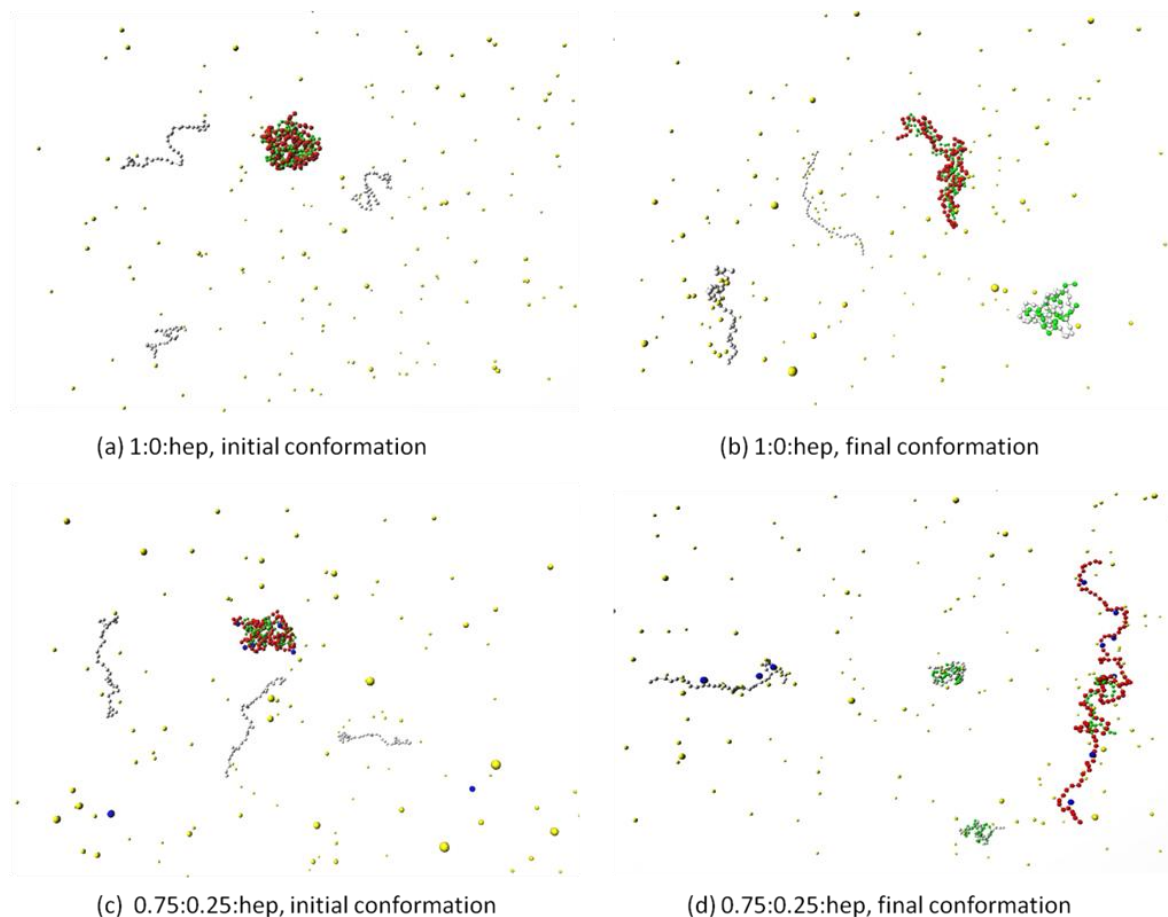 (a) 1:0:hep, initial conformation
(b) 1:0:hep, final conformation
(c) 0.75:0.25:hep, initial conformation
(d) 0.75:0.25:hep, final conformation